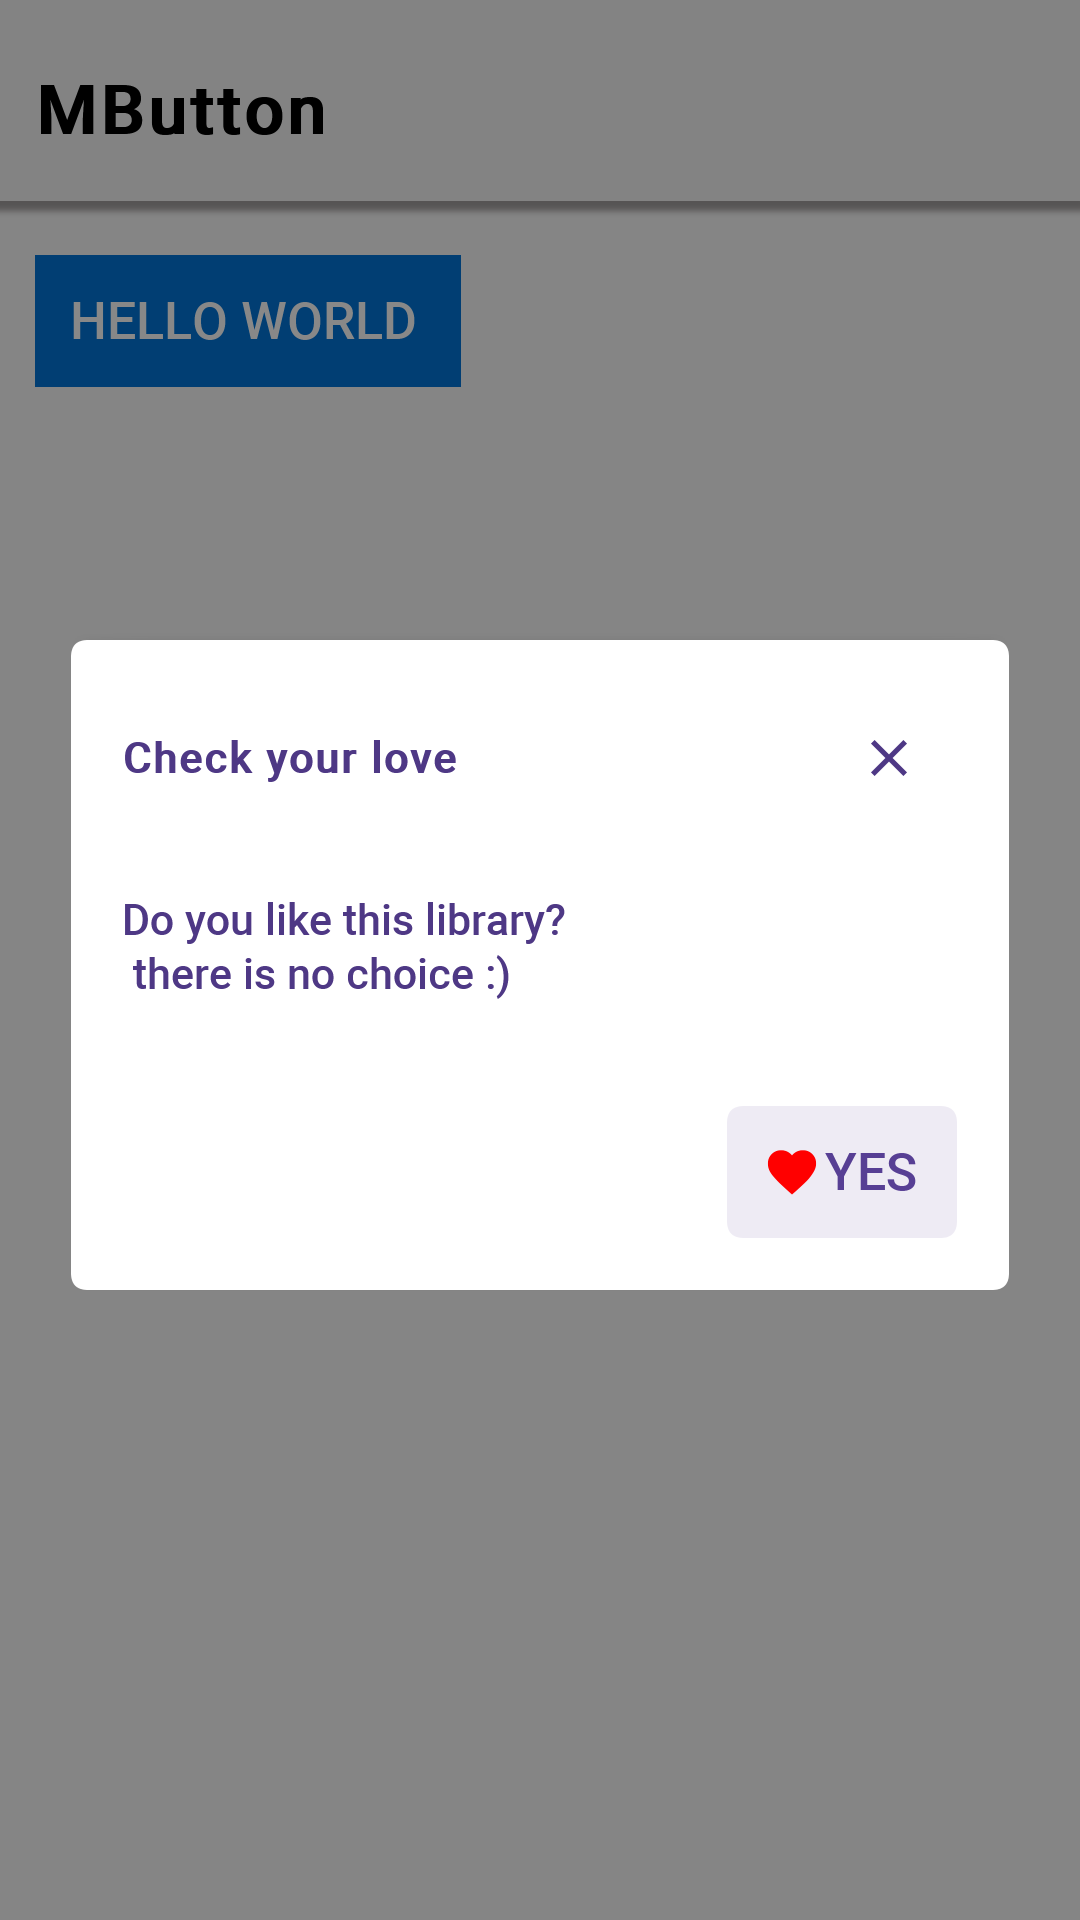 MButton
HELLO WORLD
Check your love
Do you like this library?
there is no choice :)
YES